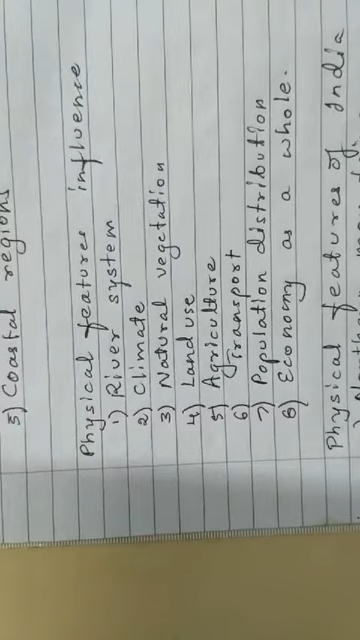 5) Coastal regions
Physical features influence
1) River system
2) Climate
3) Natural vegetation
4) Land use
5) Agriculture
6) Transport
7) Population distribution
8) Economy as a whole.
Physical features of India